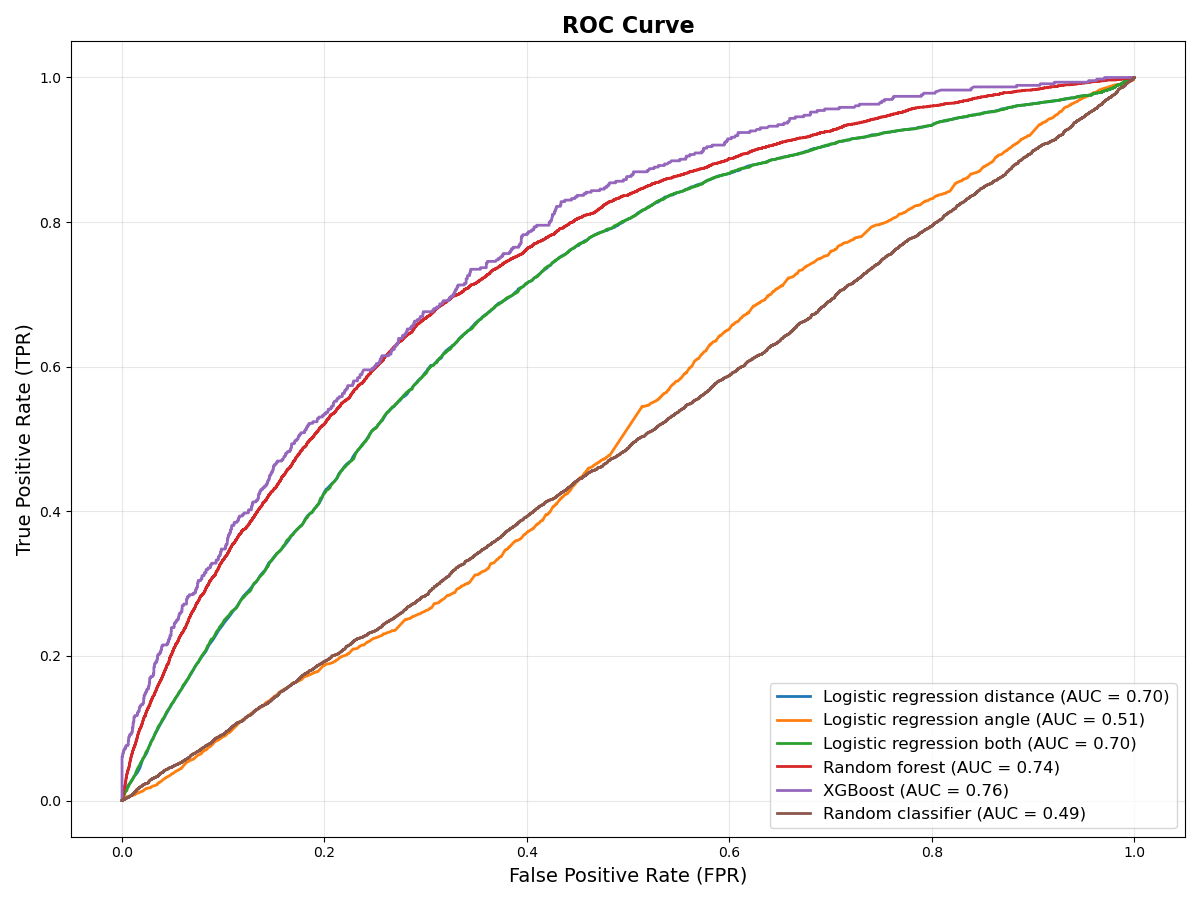 ROC Curve
True Positive Rate (TPR)
1.0
0.8
0.6
0.4
0.2
0.0
Logistic regression distance (AUC = 0.70)
Logistic regression angle (AUC = 0.51)
Logistic regression both (AUC = 0.70)
Random forest (AUC = 0.74)
XGBoost (AUC = 0.76)
Random classifier (AUC = 0.49)
0.0 0.2 0.4 0.6 0.8 1.0
False Positive Rate (FPR)